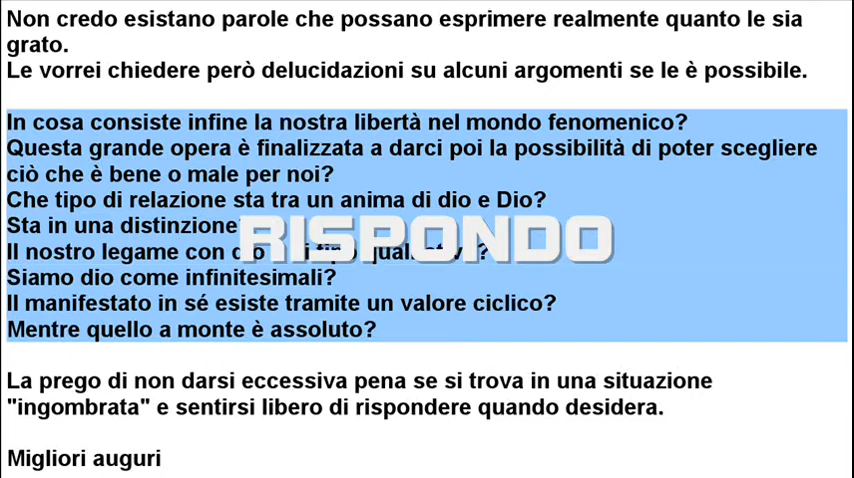 Non credo esistano parole che possano esprimere realmente quanto le sia
grato.
Le vorrei chiedere però delucidazioni su alcuni argomenti se le è possibile.
In cosa consiste infine la nostra libertà nel mondo fenomenico?
Questa grande opera è finalizzata a darci poi la possibilità di poter scegliere
ciò che è bene o male per noi?
Che tipo di relazione sta tra un anima di dio e Dio?
Sta in una distinzione
RISPONDO
Il nostro legame con dio di tipo qualitativo?
Siamo dio come infinitesimali?
Il manifestato in sé esiste tramite un valore ciclico?
Mentre quello a monte è assoluto?
La prego di non darsi eccessiva pena se si trova in una situazione
"ingombrata" e sentirsi libero di rispondere quando desidera.
Migliori auguri